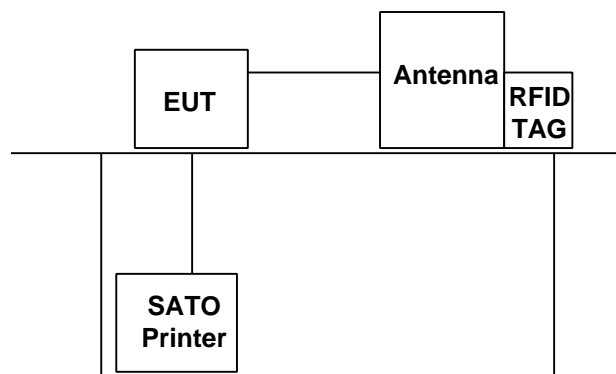 EUT
Antenna
RFID
TAG
SATO
Printer